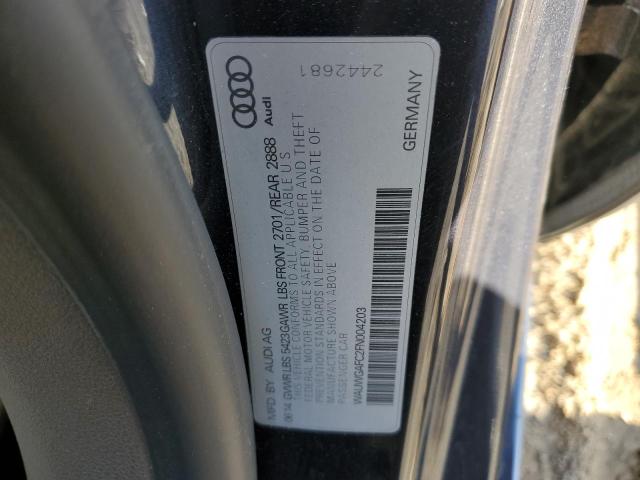 MFD BY AUDI AG
Audi
0614 GVWR LBS 5423 GAWR LBS FRONT 2701/REAR 2888
THIS VEHICLE CONFORMS TO ALL APPLICABLE U S
FEDERAL MOTOR VEHICLE SAFETY, BUMPER AND THEFT
PREVENTION STANDARDS IN EFFECT ON THE DATE OF
MANUFACTURE SHOWN ABOVE
PASSENGER CAR
2442681
WAUWGAFC2FN004203
GERMANY